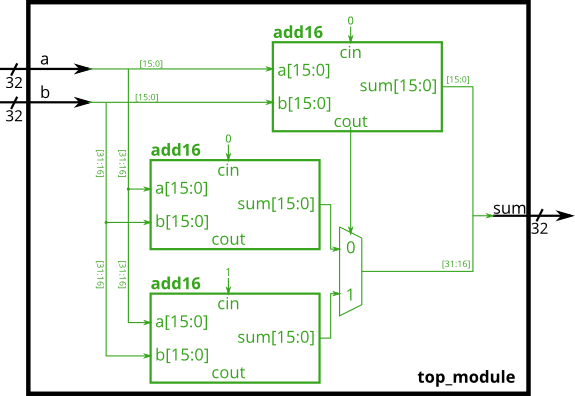 0
add16
cin
a
[15:0]
a[15:0]
[15:0]
sum[15:0]
32
b
[15:0]
b[15:0]
32
cout
0
add16
cin
[31:16]
[31:16]
a[15:0]
sum[15:0]
b[15:0]
sum
32
cout
0
1
add16
cin
[31:16]
[31:16]
[31:16]
1
a[15:0]
sum[15:0]
b[15:0]
cout
top_module